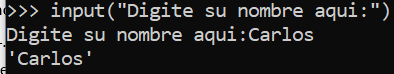 >>> input("Digite su nombre aqui:")
Digite su nombre aqui:Carlos
'Carlos'